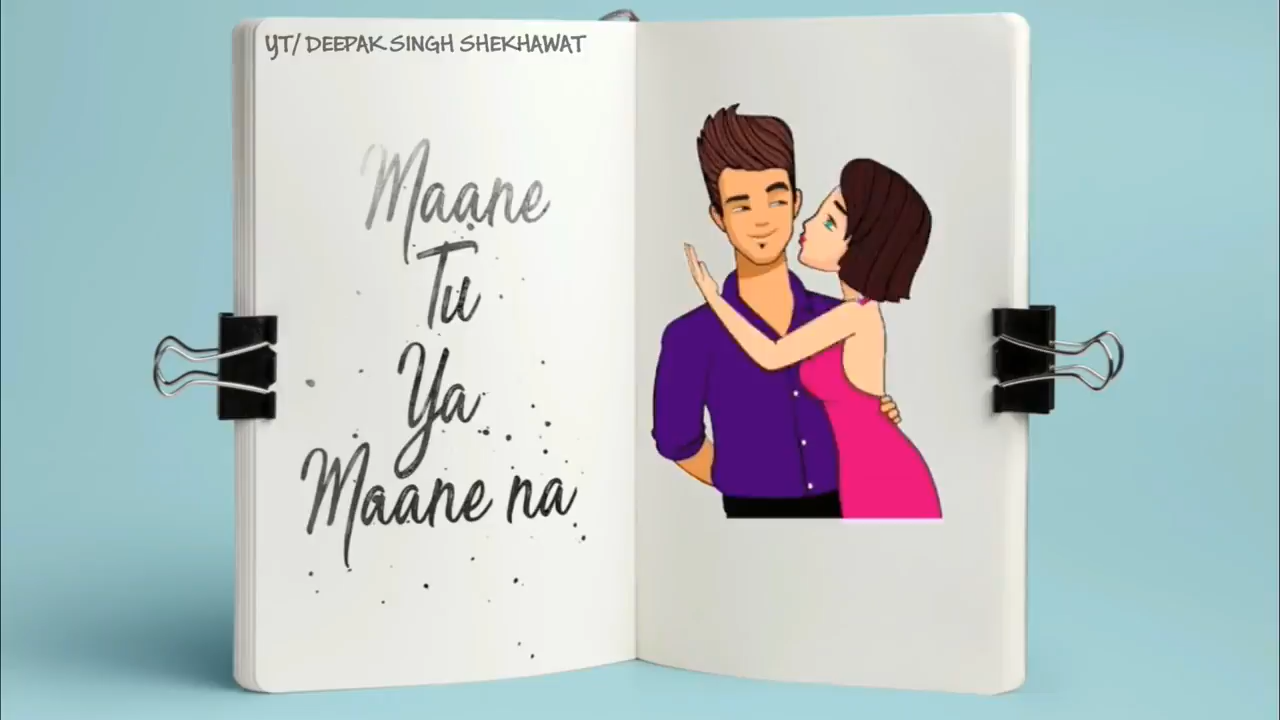 YT/ DEEPAK SINGH SHEKHAWAT
Maane
Tu
Ya
Maane na